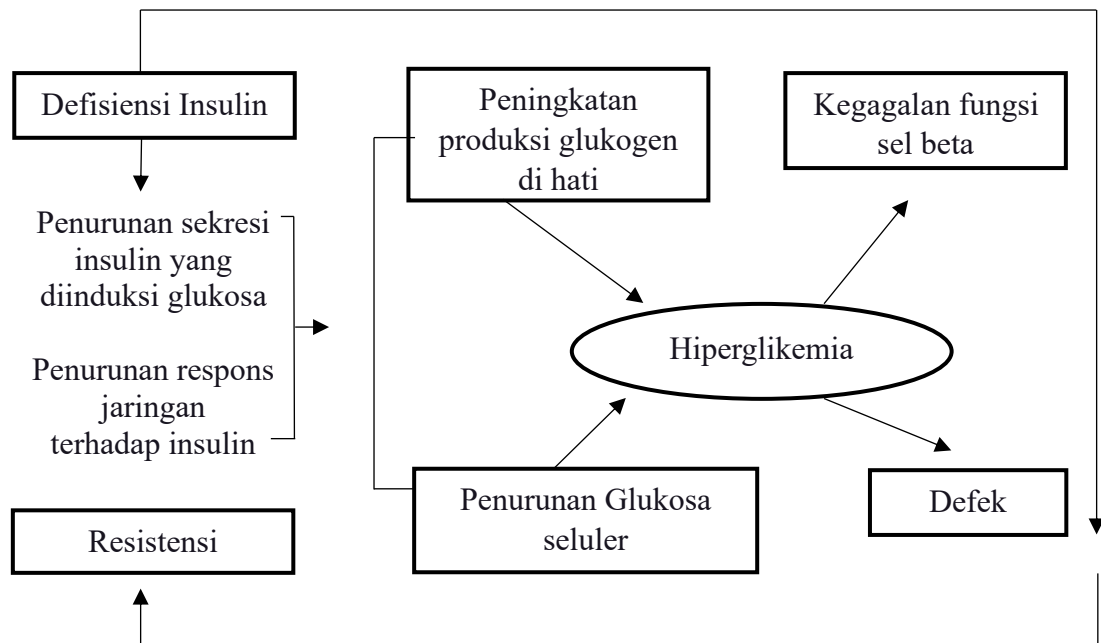 Defisiensi Insulin
Penurunan sekresi
insulin yang
diinduksi glukosa
Penurunan respons
jaringan
terhadap insulin
Resistensi
Peningkatan
produksi glukogen
di hati
Penurunan Glukosa
seluler
Hiperglikemia
Kegagalan fungsi
sel beta
Defek